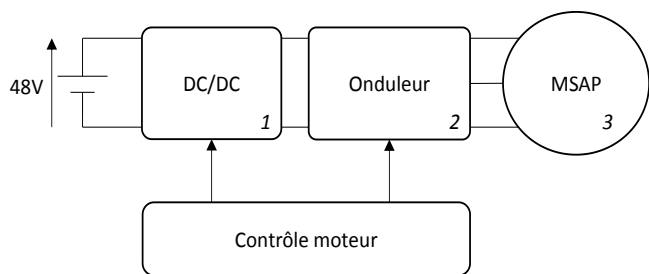 48V
DC/DC
1
Onduleur
2
MSAP
3
Contrôle moteur